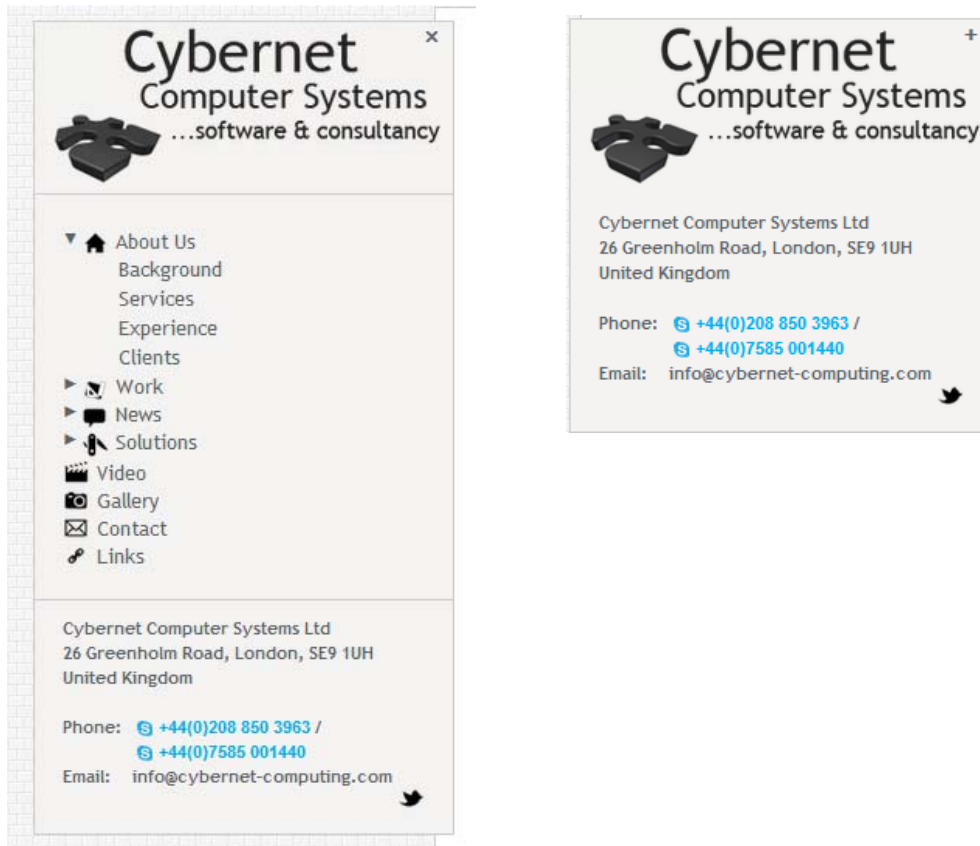 Cybernet
×
Computer Systems
...software & consultancy
About Us
Background
Services
Experience
Clients
Work
News
Solutions
Video
Gallery
Contact
Links
Cybernet Computer Systems Ltd
26 Greenholm Road, London, SE9 1UH
United Kingdom
Phone: +44(0)208 850 3963 /
+44(0)7585 001440
Email: info@cybernet-computing.com
Cybernet
+
Computer Systems
...software & consultancy
Cybernet Computer Systems Ltd
26 Greenholm Road, London, SE9 1UH
United Kingdom
Phone: +44(0)208 850 3963 /
+44(0)7585 001440
Email: info@cybernet-computing.com